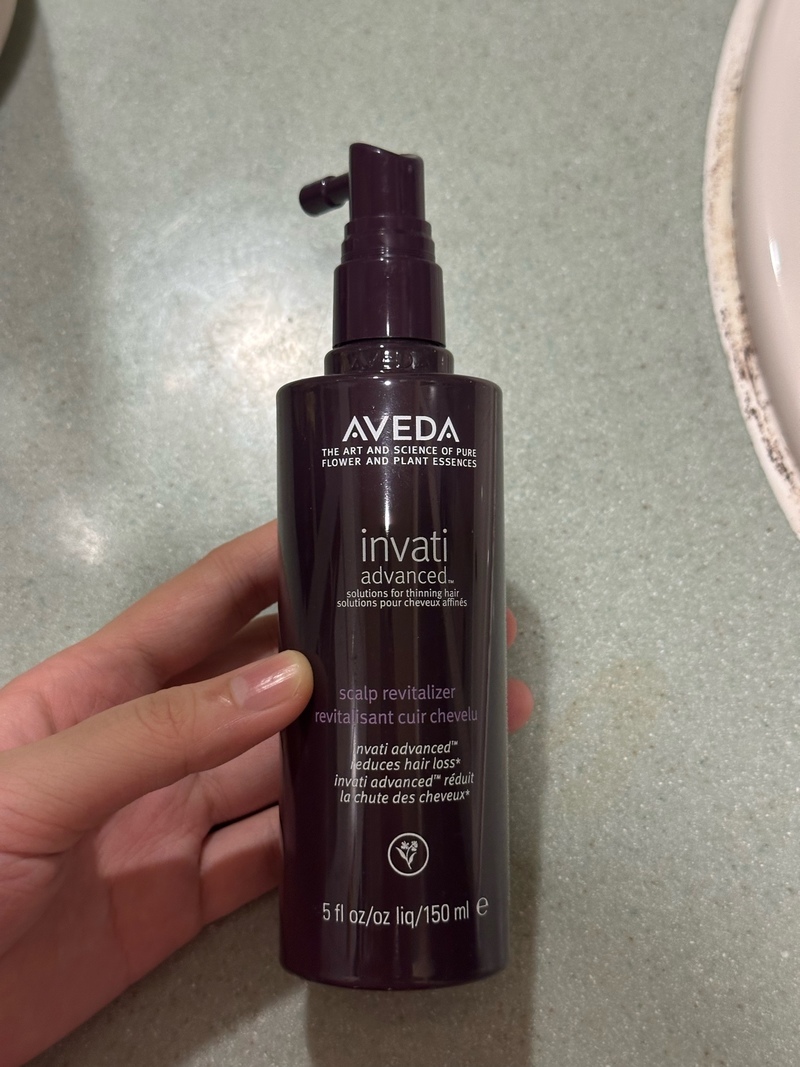 AVEDA
THE ART AND SCIENCE OF PURE
FLOWER AND PLANT ESSENCES
invati
advanced™
solutions for thinning hair
solutions pour cheveux affinés
scalp revitalizer
revitalisant cuir chevelu
invati advanced™
reduces hair loss*
invati advanced™ réduit
la chute des cheveux*
5 fl oz/oz liq/150 ml ℮